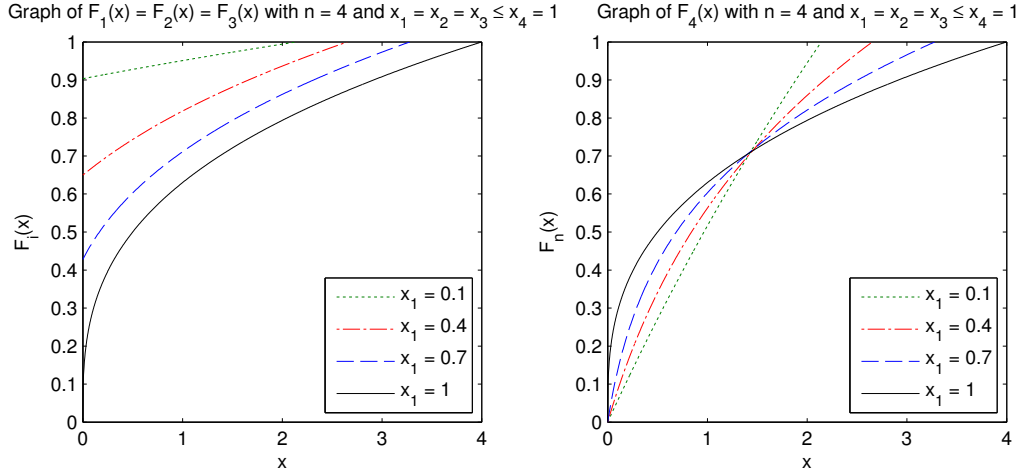 Graph of F_1(x) = F_2(x) = F_3(x) with n = 4 and x_1 = x_2 = x_3 ≤ x_4 = 1
1
0.9
0.8
0.7
0.6
0.5
0.4
0.3
0.2
0.1
0
F_i(x)
x_1 = 0.1
x_1 = 0.4
x_1 = 0.7
x_1 = 1
0 1 2 3 4
x
Graph of F_4(x) with n = 4 and x_1 = x_2 = x_3 ≤ x_4 = 1
1
0.9
0.8
0.7
0.6
0.5
0.4
0.3
0.2
0.1
0
F_n(x)
x_1 = 0.1
x_1 = 0.4
x_1 = 0.7
x_1 = 1
0 1 2 3 4
x